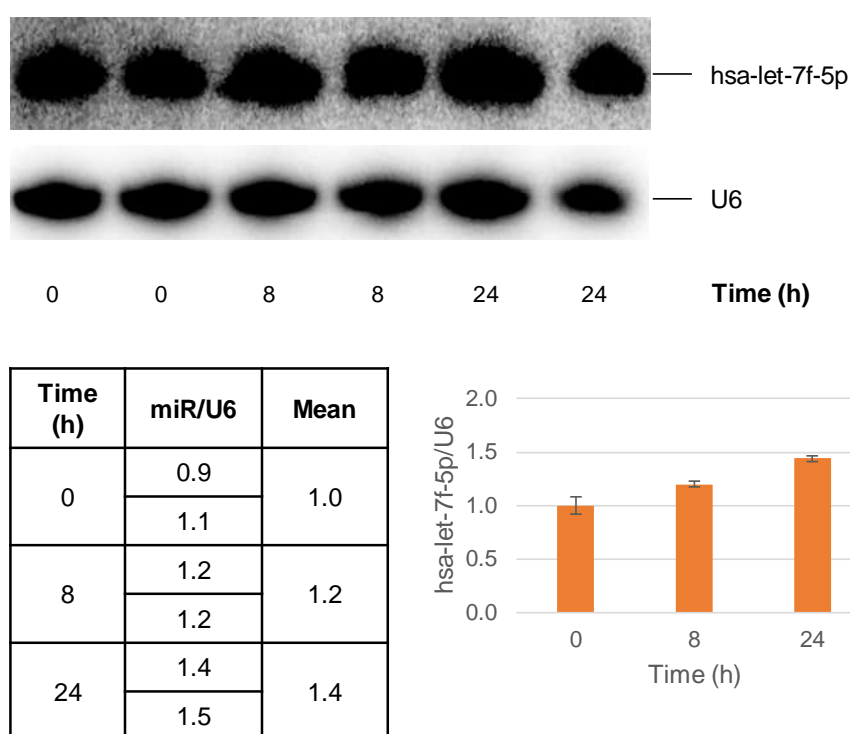 hsa-let-7f-5p
U6
0 0 8 8 24 24 Time (h)
Time (h) miR/U6 Mean
0 0.9 1.0
1.1
8 1.2 1.2
1.2
24 1.4 1.4
1.5
hsa-let-7f-5p/U6
2.0
1.5
1.0
0.5
0.0
0 8 24
Time (h)